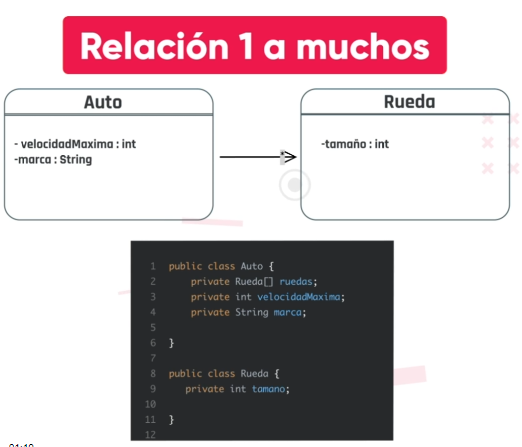 Relación 1 a muchos
Auto
- velocidadMaxima : int
-marca : String
*
Rueda
-tamaño : int
1 public class Auto {
2 private Rueda[] ruedas;
3 private int velocidadMaxima;
4 private String marca;
5
6 }
7
8 public class Rueda {
9 private int tamano;
10
11 }
12